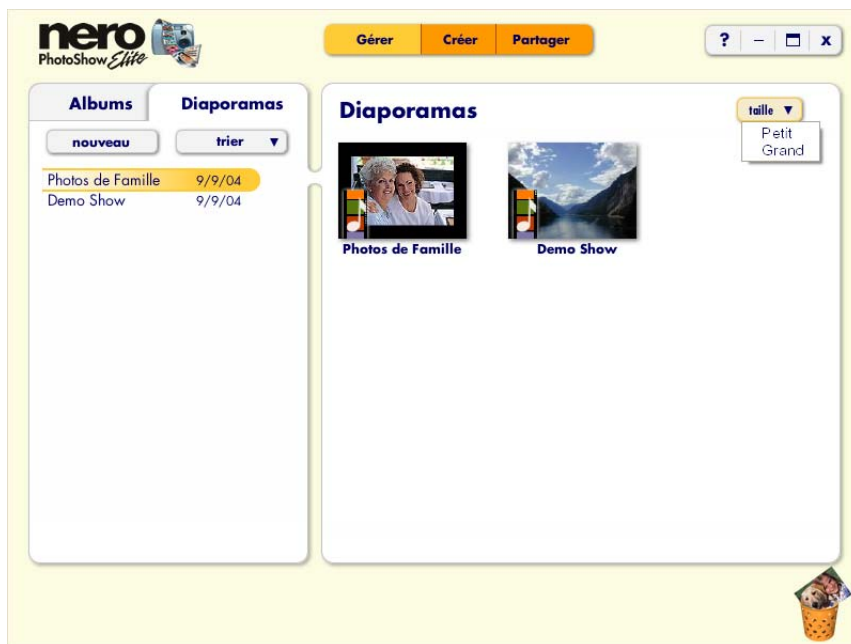 nero
PhotoShow Elite
Gérer Créer Partager
? – x
Albums Diaporamas
nouveau trier ▼
Photos de Famille 9/9/04
Demo Show 9/9/04
Diaporamas
taille ▼
Petit
Grand
Photos de Famille Demo Show